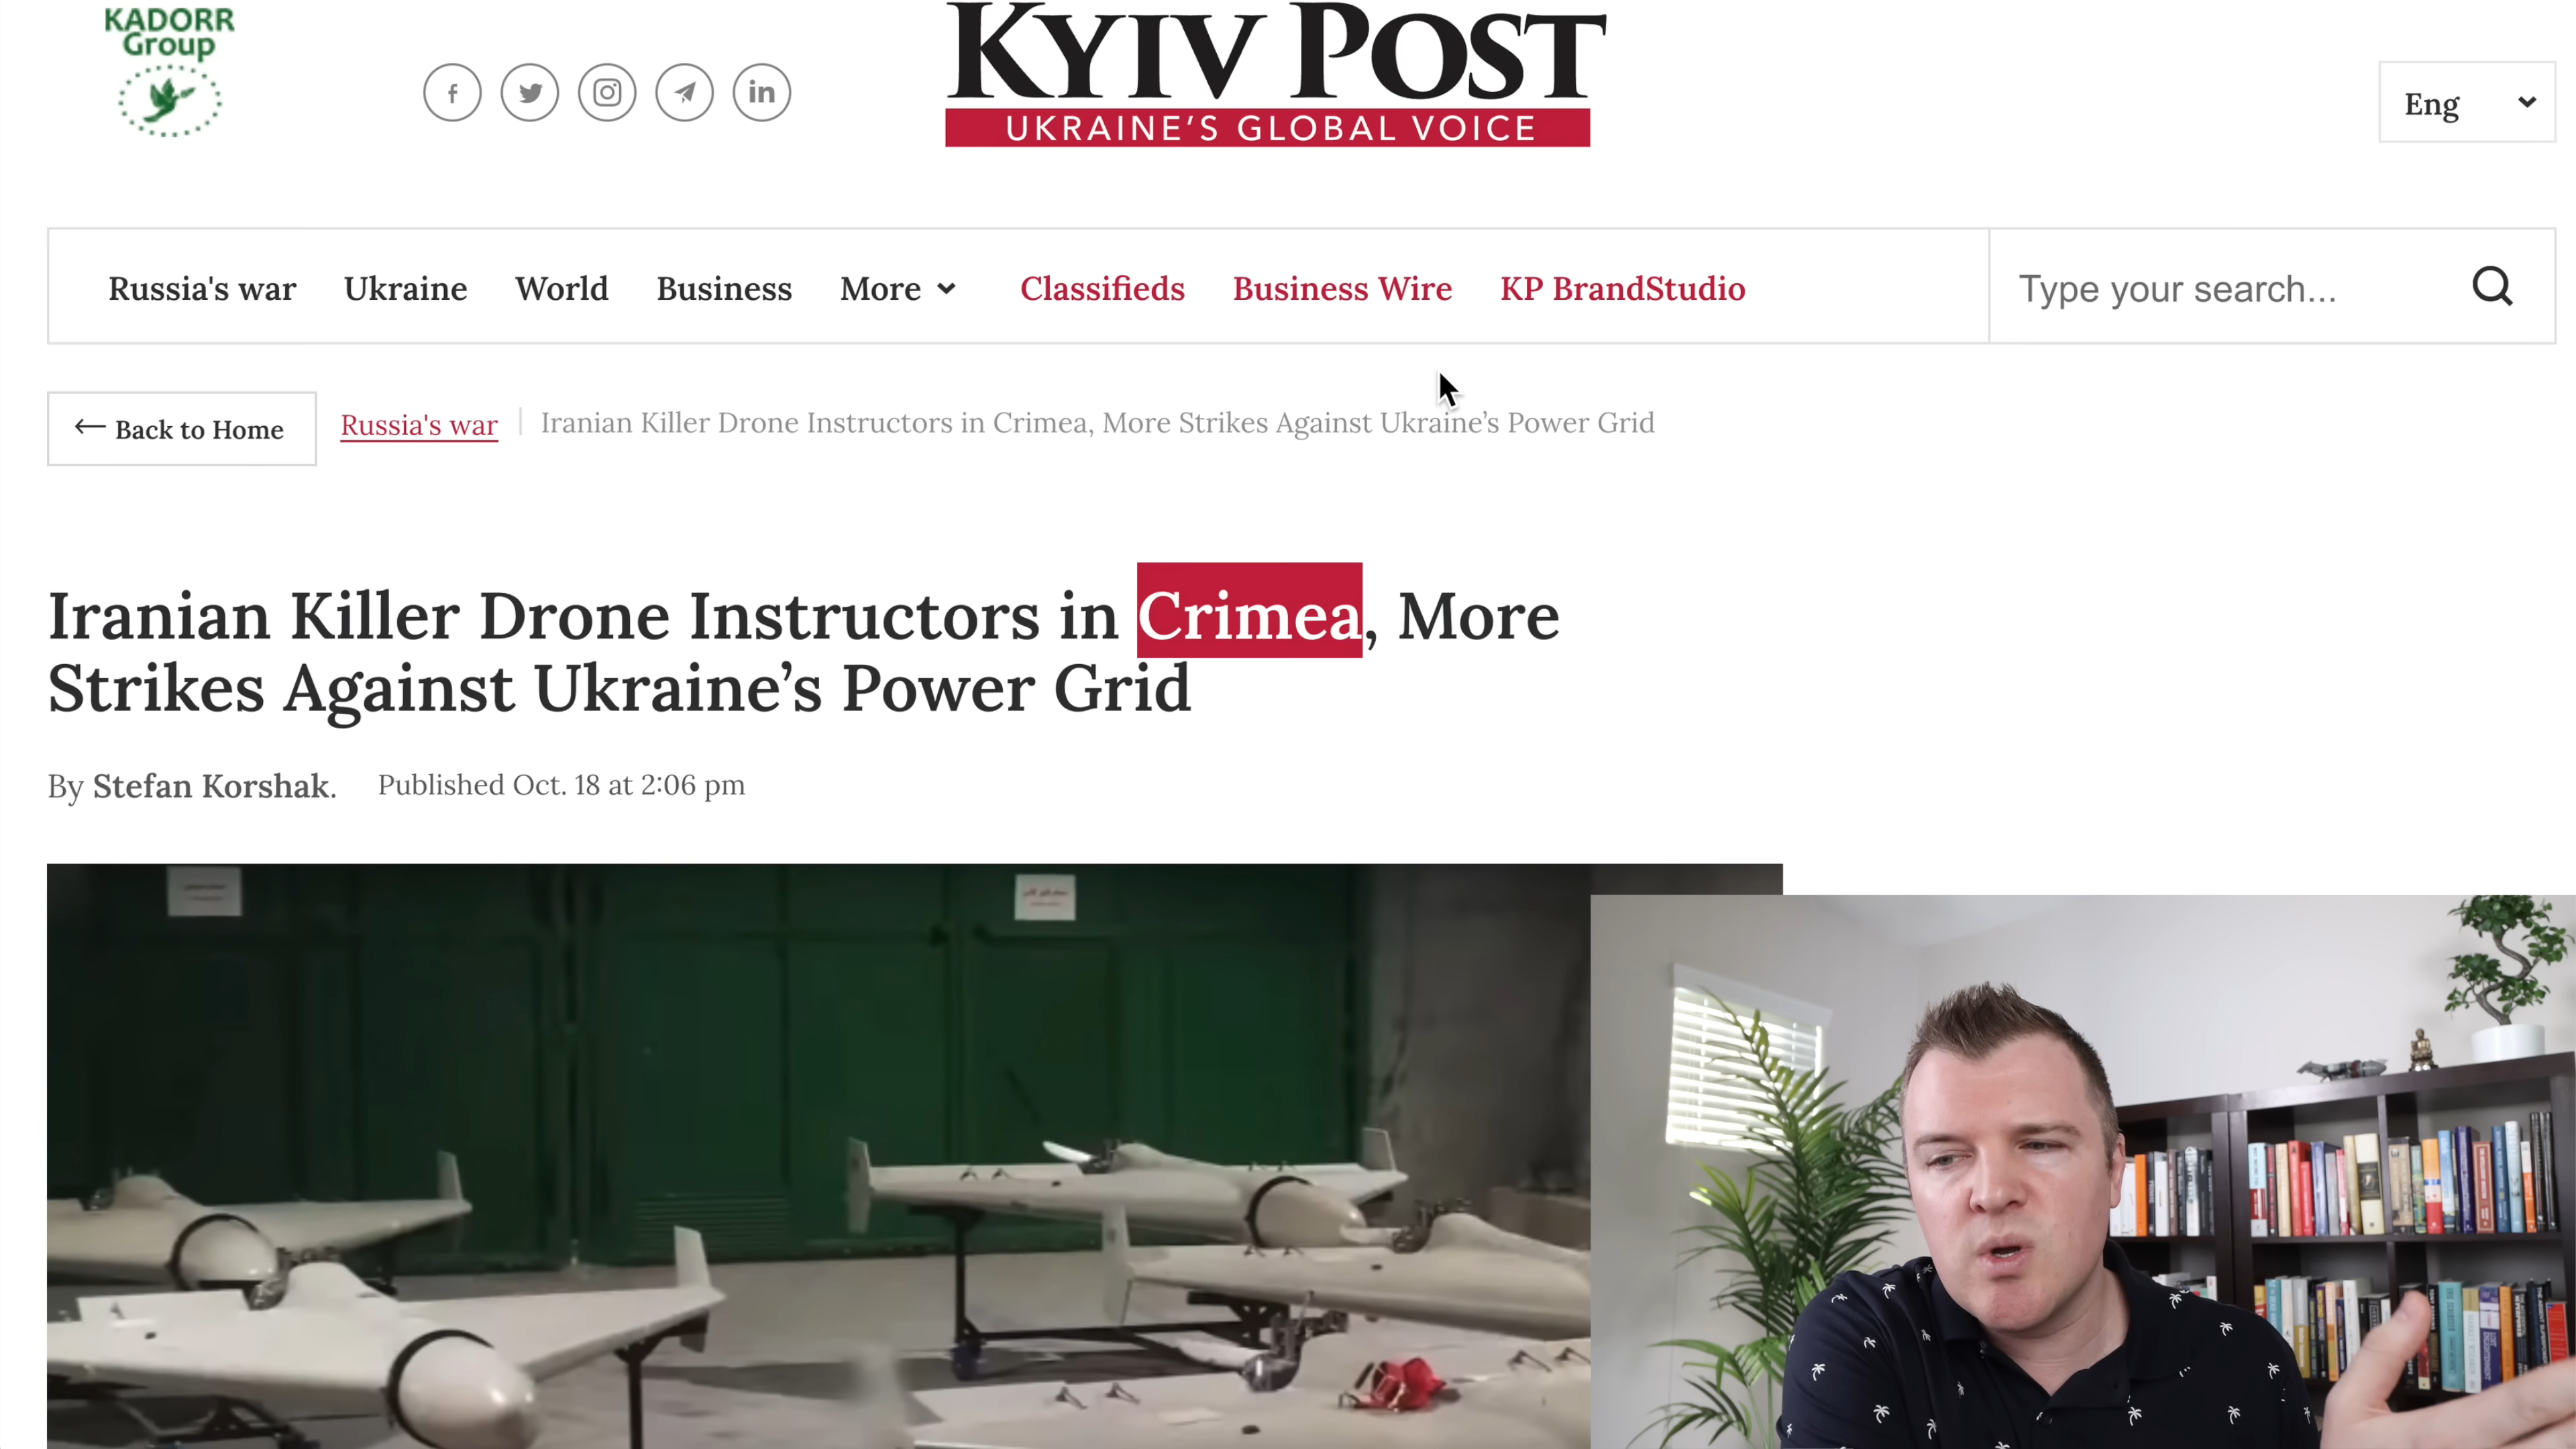 KADORR
Group
KYIV POST
UKRAINE'S GLOBAL VOICE
Eng
Russia's war Ukraine World Business More Classifieds Business Wire KP BrandStudio Type your search...
← Back to Home Russia's war Iranian Killer Drone Instructors in Crimea, More Strikes Against Ukraine’s Power Grid
Iranian Killer Drone Instructors in Crimea, More
Strikes Against Ukraine’s Power Grid
By Stefan Korshak. Published Oct. 18 at 2:06 pm